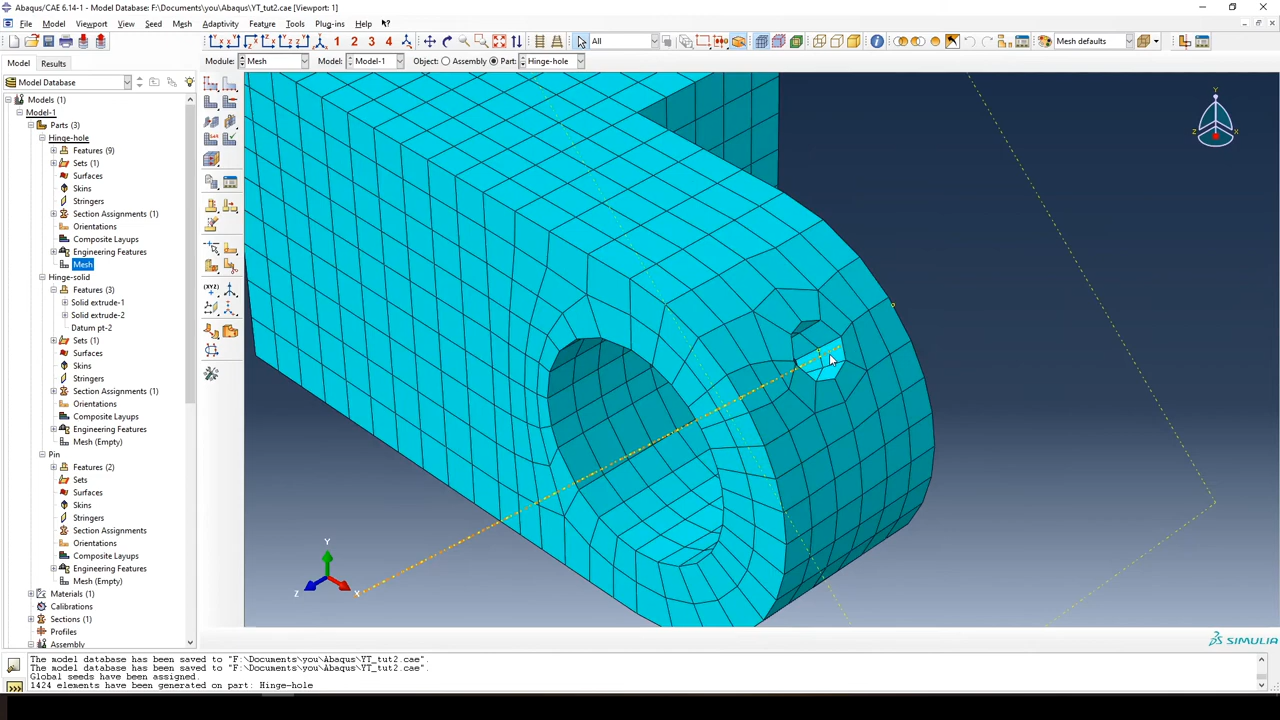 Abaqus/CAE 6.14-1 - Model Database: F:\Documents\you\Abaqus\YT_tut2.cae [Viewport: 1]
File Model Viewport View Seed Mesh Adaptivity Feature Tools Plug-ins Help
1 2 3 4 All Mesh defaults
Model Results Module: Mesh Model: Model-1 Object: Assembly Part: Hinge-hole
Model Database
Models (1)
Model-1
Parts (3)
Hinge-hole
Features (9)
Sets (1)
Surfaces
Skins
Stringers
Section Assignments (1)
Orientations
Composite Layups
Engineering Features
Mesh
Hinge-solid
Features (3)
Solid extrude-1
Solid extrude-2
Datum pt-2
Sets (1)
Surfaces
Skins
Stringers
Section Assignments (1)
Orientations
Composite Layups
Engineering Features
Mesh (Empty)
Pin
Features (2)
Sets
Surfaces
Skins
Stringers
Section Assignments
Orientations
Composite Layups
Engineering Features
Mesh (Empty)
Materials (1)
Calibrations
Sections (1)
Profiles
Assembly
Y
Z X
Y
Z X
SIMULIA
The model database has been saved to "F:\Documents\you\Abaqus\YT_tut2.cae".
The model database has been saved to "F:\Documents\you\Abaqus\YT_tut2.cae".
Global seeds have been assigned.
1424 elements have been generated on part: Hinge-hole